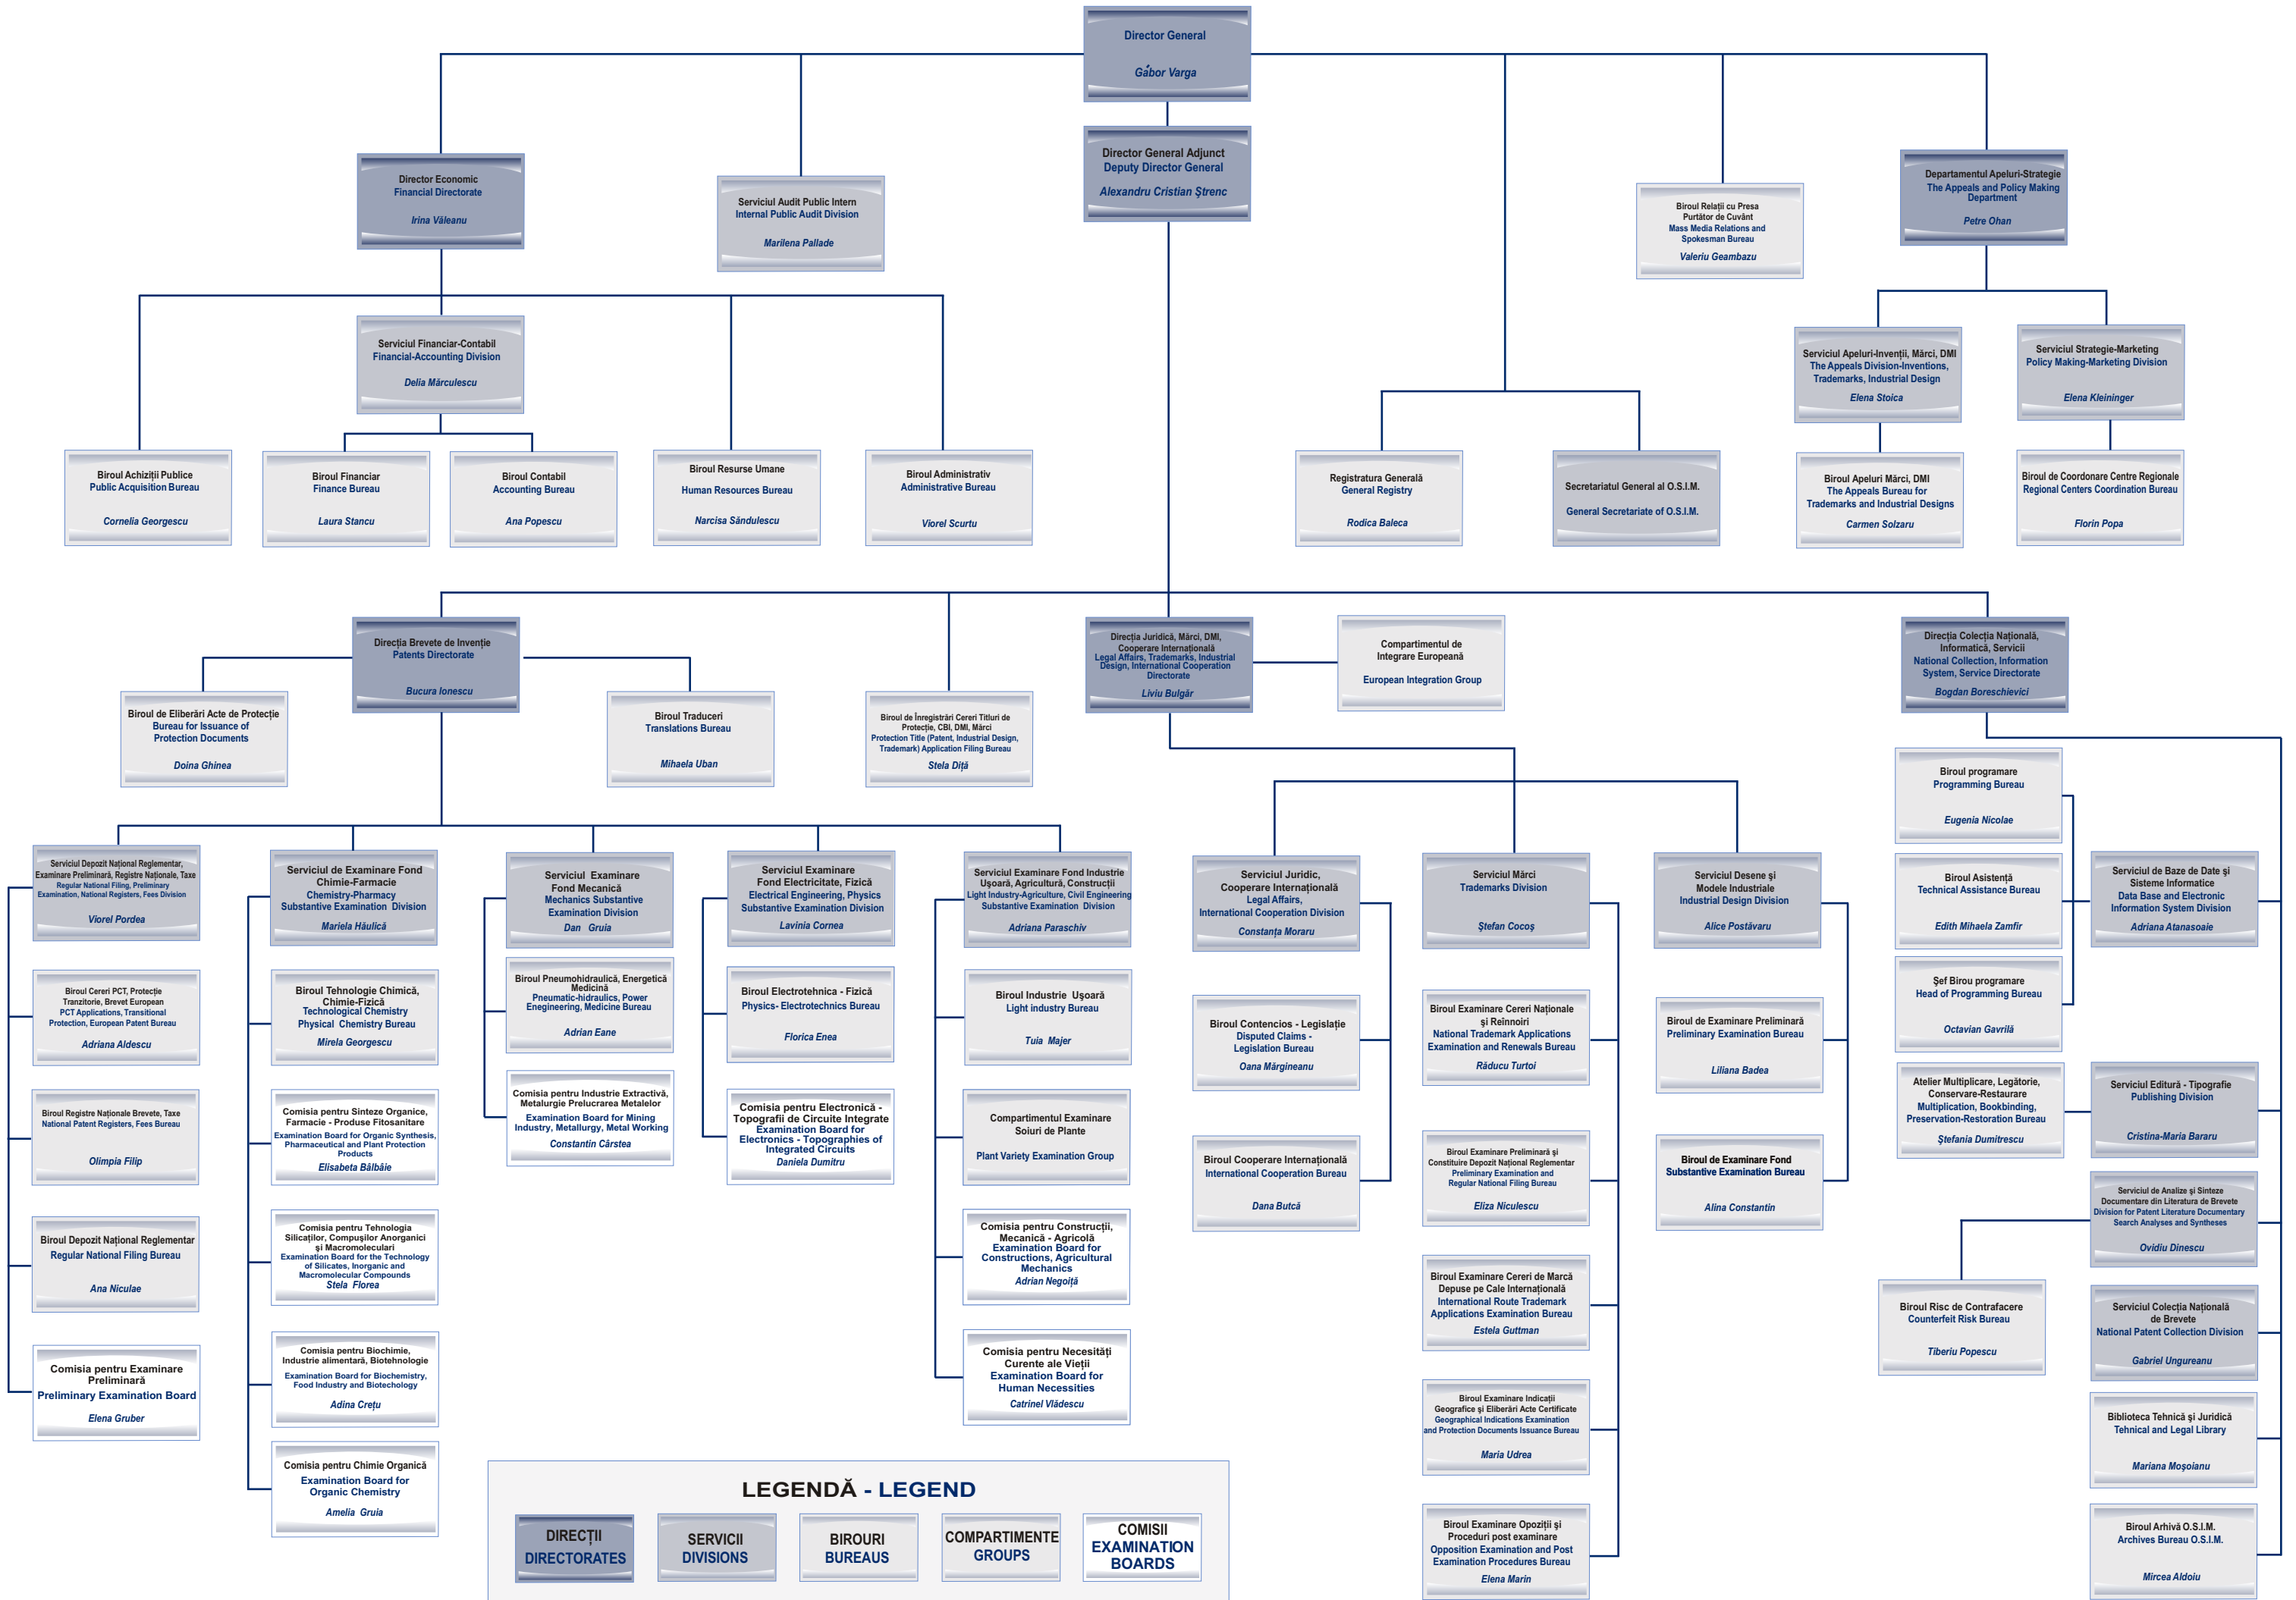 Director General
Gábor Varga
Director General Adjunct
Deputy Director General
Alexandru Cristian Ştrenc
Director Economic
Financial Directorate
Irina Văleanu
Serviciul Audit Public Intern
Internal Public Audit Division
Marilena Pallade
Biroul Relaţii cu Presa
Purtător de Cuvânt
Mass Media Relations and
Spokesman Bureau
Valeriu Geambazu
Departamentul Apeluri-Strategie
The Appeals and Policy Making
Department
Petre Ohan
Serviciul Financiar-Contabil
Financial-Accounting Division
Delia Mărculescu
Serviciul Apeluri-Invenţii, Mărci, DMI
The Appeals Division-Inventions,
Trademarks, Industrial Design
Elena Stoica
Serviciul Strategie-Marketing
Policy Making-Marketing Division
Elena Kleininger
Biroul Achiziţii Publice
Public Acquisition Bureau
Cornelia Georgescu
Biroul Financiar
Finance Bureau
Laura Stancu
Biroul Contabil
Accounting Bureau
Ana Popescu
Biroul Resurse Umane
Human Resources Bureau
Narcisa Săndulescu
Biroul Administrativ
Administrative Bureau
Viorel Scurtu
Registratura Generală
General Registry
Rodica Baleca
Secretariatul General al O.S.I.M.
General Secretariate of O.S.I.M.
Biroul Apeluri Mărci, DMI
The Appeals Bureau for
Trademarks and Industrial Designs
Carmen Solzaru
Biroul de Coordonare Centre Regionale
Regional Centers Coordination Bureau
Florin Popa
Direcţia Brevete de Invenţie
Patents Directorate
Bucura Ionescu
Direcţia Juridică, Mărci, DMI,
Cooperare Internaţională
Legal Affairs, Trademarks, Industrial
Design, International Cooperation
Directorate
Liviu Bulgăr
Compartimentul de
Integrare Europeană
European Integration Group
Direcţia Colecţia Naţională,
Informatică, Servicii
National Collection, Information
System, Service Directorate
Bogdan Boreschievici
Biroul de Eliberări Acte de Protecţie
Bureau for Issuance of
Protection Documents
Doina Ghinea
Biroul Traduceri
Translations Bureau
Mihaela Uban
Biroul de Înregistrări Cereri Titluri de
Protecţie, CBI, DMI, Mărci
Protection Title (Patent, Industrial Design,
Trademark) Application Filing Bureau
Stela Diţă
Serviciul Depozit Naţional Reglementar,
Examinare Preliminară, Registre Naţionale, Taxe
Regular National Filing, Preliminary
Examination, National Registers, Fees Division
Viorel Pordea
Biroul Cereri PCT, Protecţie
Tranzitorie, Brevet European
PCT Applications, Transitional
Protection, European Patent Bureau
Adriana Aldescu
Biroul Registre Naţionale Brevete, Taxe
National Patent Registers, Fees Bureau
Olimpia Filip
Biroul Depozit Naţional Reglementar
Regular National Filing Bureau
Ana Niculae
Comisia pentru Examinare
Preliminară
Preliminary Examination Board
Elena Gruber
Serviciul de Examinare Fond
Chimie-Farmacie
Chemistry-Pharmacy
Substantive Examination Division
Mariela Hăulică
Biroul Tehnologie Chimică,
Chimie-Fizică
Technological Chemistry
Physical Chemistry Bureau
Mirela Georgescu
Comisia pentru Sinteze Organice,
Farmacie - Produse Fitosanitare
Examination Board for Organic Synthesis,
Pharmaceutical and Plant Protection
Products
Elisabeta Bălbâie
Comisia pentru Tehnologia
Silicaţilor, Compuşilor Anorganici
şi Macromoleculari
Examination Board for the Technology
of Silicates, Inorganic and
Macromolecular Compounds
Stela Florea
Comisia pentru Biochimie,
Industrie alimentară, Biotehnologie
Examination Board for Biochemistry,
Food Industry and Biotechology
Adina Creţu
Comisia pentru Chimie Organică
Examination Board for
Organic Chemistry
Amelia Gruia
Serviciul Examinare
Fond Mecanică
Mechanics Substantive
Examination Division
Dan Gruia
Biroul Pneumohidraulică, Energetică
Medicină
Pneumatic-hidraulics, Power
Enegineering, Medicine Bureau
Adrian Eane
Comisia pentru Industrie Extractivă,
Metalurgie Prelucrarea Metalelor
Examination Board for Mining
Industry, Metallurgy, Metal Working
Constantin Cârstea
Serviciul Examinare
Fond Electricitate, Fizică
Electrical Engineering, Physics
Substantive Examination Division
Lavinia Cornea
Biroul Electrotehnica - Fizică
Physics- Electrotechnics Bureau
Florica Enea
Comisia pentru Electronică -
Topografii de Circuite Integrate
Examination Board for
Electronics - Topographies of
Integrated Circuits
Daniela Dumitru
Serviciul Examinare Fond Industrie
Uşoară, Agricultură, Construcţii
Light Industry-Agriculture, Civil Engineering
Substantive Examination Division
Adriana Paraschiv
Biroul Industrie Uşoară
Light industry Bureau
Tuia Majer
Compartimentul Examinare
Soiuri de Plante
Plant Variety Examination Group
Comisia pentru Construcţii,
Mecanică - Agricolă
Examination Board for
Constructions, Agricultural
Mechanics
Adrian Negoiţă
Comisia pentru Necesităţi
Curente ale Vieţii
Examination Board for
Human Necessities
Catrinel Vlădescu
Serviciul Juridic,
Cooperare Internaţională
Legal Affairs,
International Cooperation Division
Constanţa Moraru
Biroul Contencios - Legislaţie
Disputed Claims -
Legislation Bureau
Oana Mărgineanu
Biroul Cooperare Internaţională
International Cooperation Bureau
Dana Butcă
Serviciul Mărci
Trademarks Division
Ştefan Cocoş
Biroul Examinare Cereri Naţionale
şi Reînnoiri
National Trademark Applications
Examination and Renewals Bureau
Răducu Turtoi
Biroul Examinare Preliminară şi
Constituire Depozit Naţional Reglementar
Preliminary Examination and
Regular National Filing Bureau
Eliza Niculescu
Biroul Examinare Cereri de Marcă
Depuse pe Cale Internaţională
International Route Trademark
Applications Examination Bureau
Estela Guttman
Biroul Examinare Indicaţii
Geografice şi Eliberări Acte Certificate
Geographical Indications Examination
and Protection Documents Issuance Bureau
Maria Udrea
Biroul Examinare Opoziţii şi
Proceduri post examinare
Opposition Examination and Post
Examination Procedures Bureau
Elena Marin
Serviciul Desene şi
Modele Industriale
Industrial Design Division
Alice Postăvaru
Biroul de Examinare Preliminară
Preliminary Examination Bureau
Liliana Badea
Biroul de Examinare Fond
Substantive Examination Bureau
Alina Constantin
Biroul programare
Programming Bureau
Eugenia Nicolae
Biroul Asistenţă
Technical Assistance Bureau
Edith Mihaela Zamfir
Şef Birou programare
Head of Programming Bureau
Octavian Gavrilă
Serviciul de Baze de Date şi
Sisteme Informatice
Data Base and Electronic
Information System Division
Adriana Atanasoaie
Atelier Multiplicare, Legătorie,
Conservare-Restaurare
Multiplication, Bookbinding,
Preservation-Restoration Bureau
Ştefania Dumitrescu
Serviciul Editură - Tipografie
Publishing Division
Cristina-Maria Bararu
Serviciul de Analize şi Sinteze
Documentare din Literatura de Brevete
Division for Patent Literature Documentary
Search Analyses and Syntheses
Ovidiu Dinescu
Biroul Risc de Contrafacere
Counterfeit Risk Bureau
Tiberiu Popescu
Serviciul Colecţia Naţională
de Brevete
National Patent Collection Division
Gabriel Ungureanu
Biblioteca Tehnică şi Juridică
Tehnical and Legal Library
Mariana Moşoianu
Biroul Arhivă O.S.I.M.
Archives Bureau O.S.I.M.
Mircea Aldoiu
LEGENDĂ - LEGEND
DIRECŢII
DIRECTORATES
SERVICII
DIVISIONS
BIROURI
BUREAUS
COMPARTIMENTE
GROUPS
COMISII
EXAMINATION
BOARDS